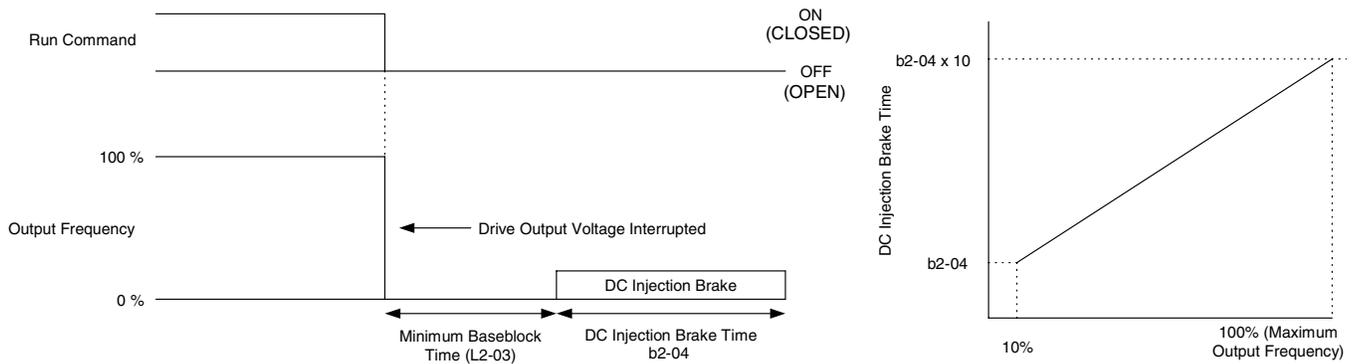 Run Command
ON
(CLOSED)
OFF
(OPEN)
100 %
Output Frequency
Drive Output Voltage Interrupted
0 %
DC Injection Brake
Minimum Baseblock
Time (L2-03)
DC Injection Brake Time
b2-04
DC Injection Brake Time
b2-04 x 10
b2-04
10%
100% (Maximum
Output Frequency)